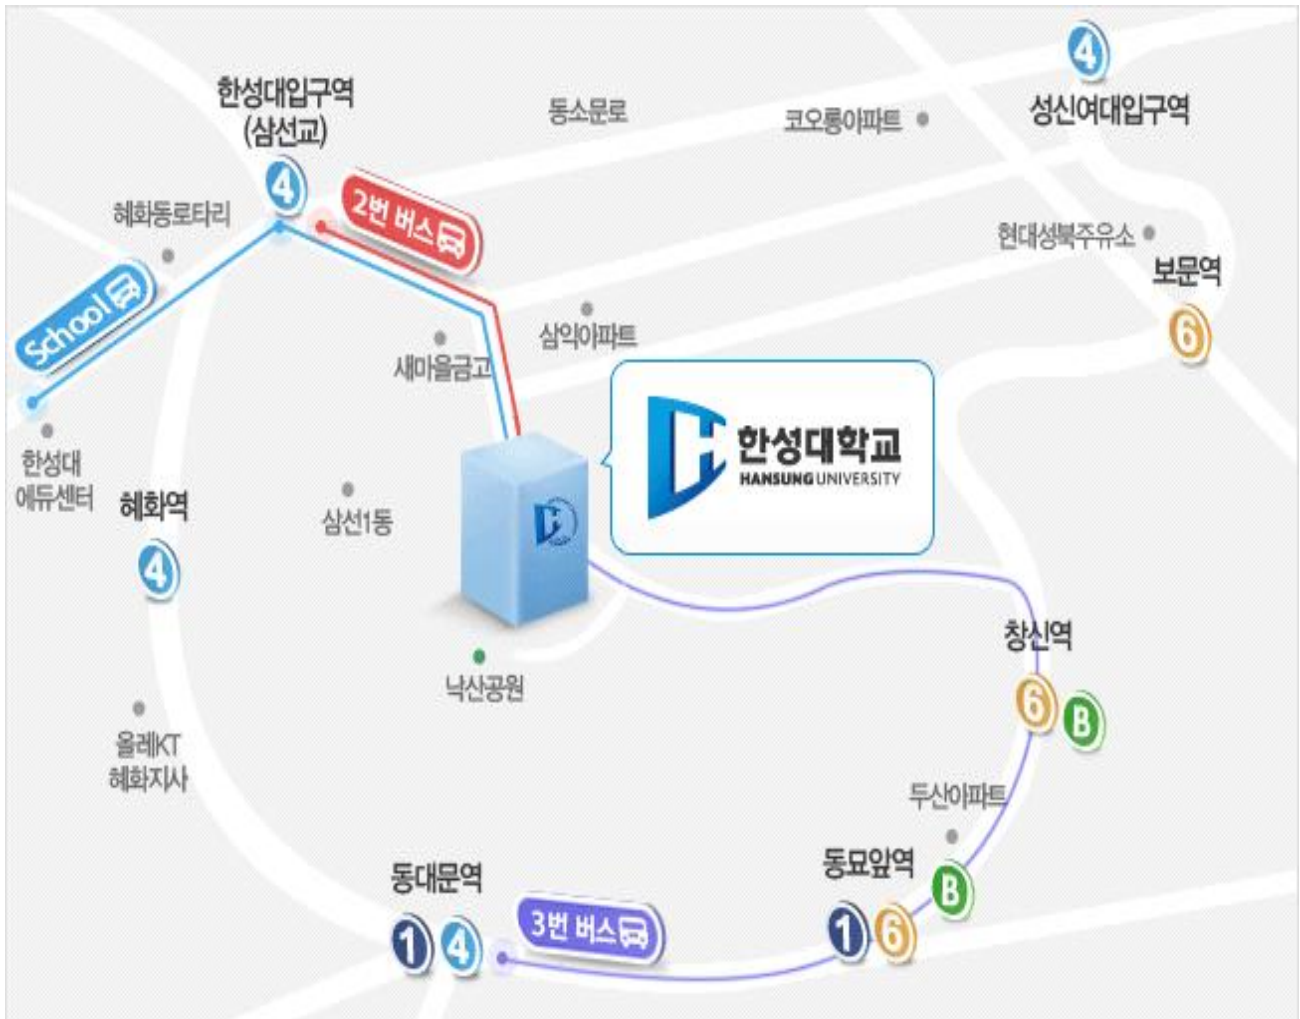 4
성신여대입구역
한성대입구역
(삼선교)
4
동소문로
코오롱아파트
2번 버스
혜화동로타리
현대성북주유소
보문역
6
School
새마을금고
삼익아파트
한성대
에듀센터
혜화역
4
삼선1동
한성대학교
HANSUNG UNIVERSITY
낙산공원
창신역
6
B
올레KT
혜화지사
두산아파트
동대문역
1
4
3번 버스
동묘앞역
1
6
B